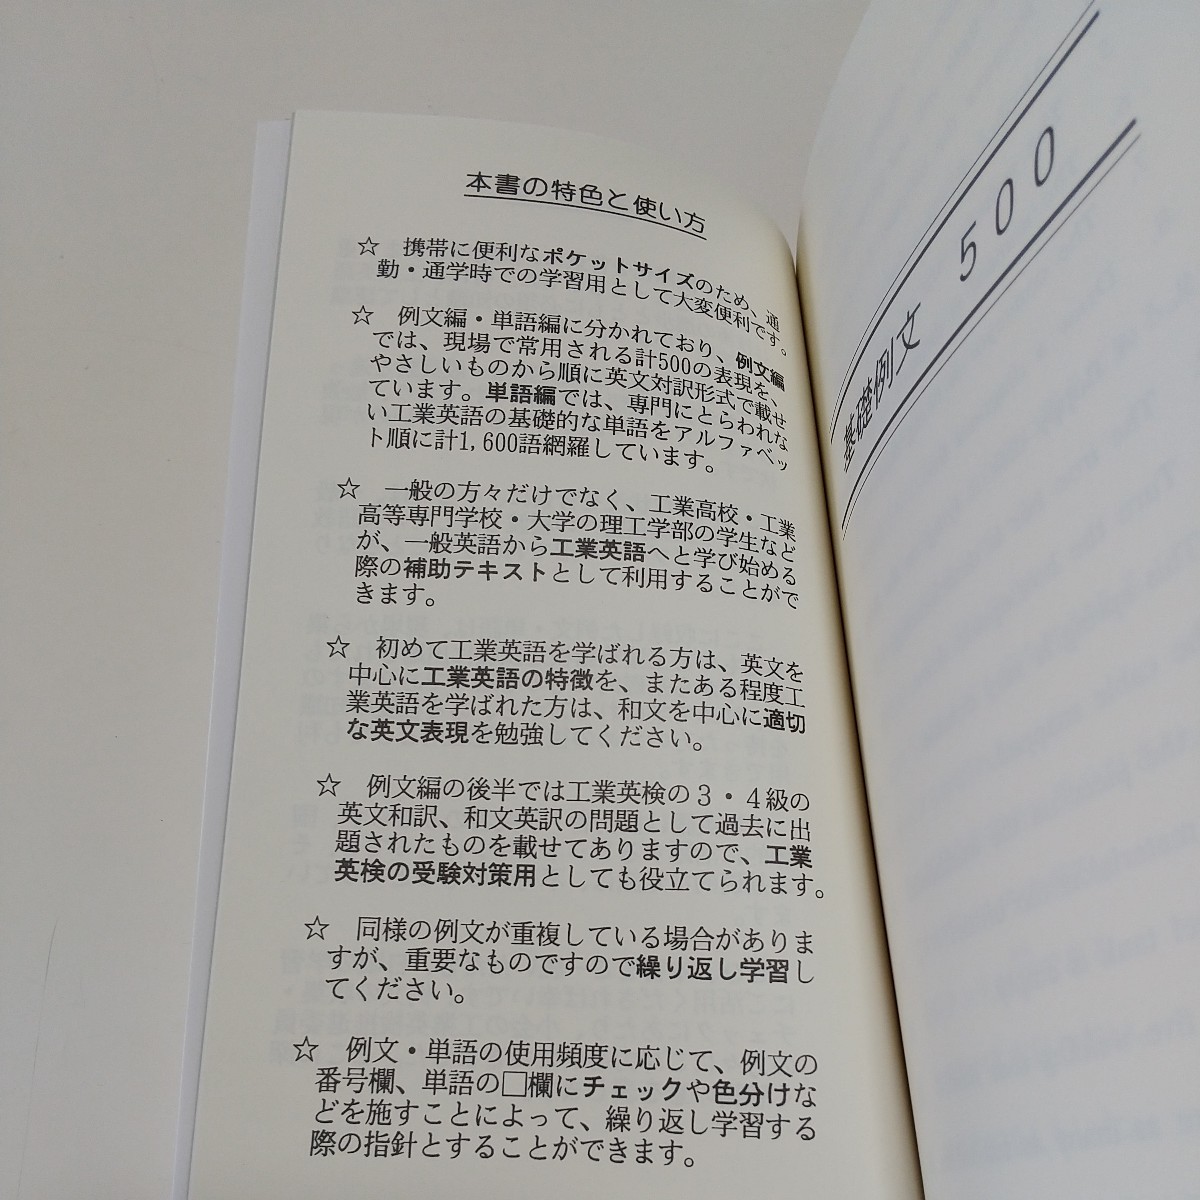 本書の特色と使い方
☆　携帯に便利なポケットサイズのため、通
勤・通学時での学習用として大変便利です。
☆　例文編・単語編に分かれており、例文編
では、現場で常用される計500の表現を、
やさしいものから順に英文対訳形式で載せ
ています。単語編では、専門にとらわれな
い工業英語の基礎的な単語をアルファベッ
ト順に計1,600語網羅しています。
☆　一般の方々だけでなく、工業高校・工業
高等専門学校・大学の理工学部の学生など
が、一般英語から工業英語へと学び始める
際の補助テキストとして利用することがで
きます。
☆　初めて工業英語を学ばれる方は、英文を
中心に工業英語の特徴を、またある程度工
業英語を学ばれた方は、和文を中心に適切
な英文表現を勉強してください。
☆　例文編の後半では工業英検の３・４級の
英文和訳、和文英訳の問題として過去に出
題されたものを載せてありますので、工業
英検の受験対策用としても役立てられます。
☆　同様の例文が重複している場合がありま
すが、重要なものですので繰り返し学習し
てください。
☆　例文・単語の使用頻度に応じて、例文の
番号欄、単語の□欄にチェックや色分けな
どを施すことによって、繰り返し学習する
際の指針とすることができます。
基礎例文　500